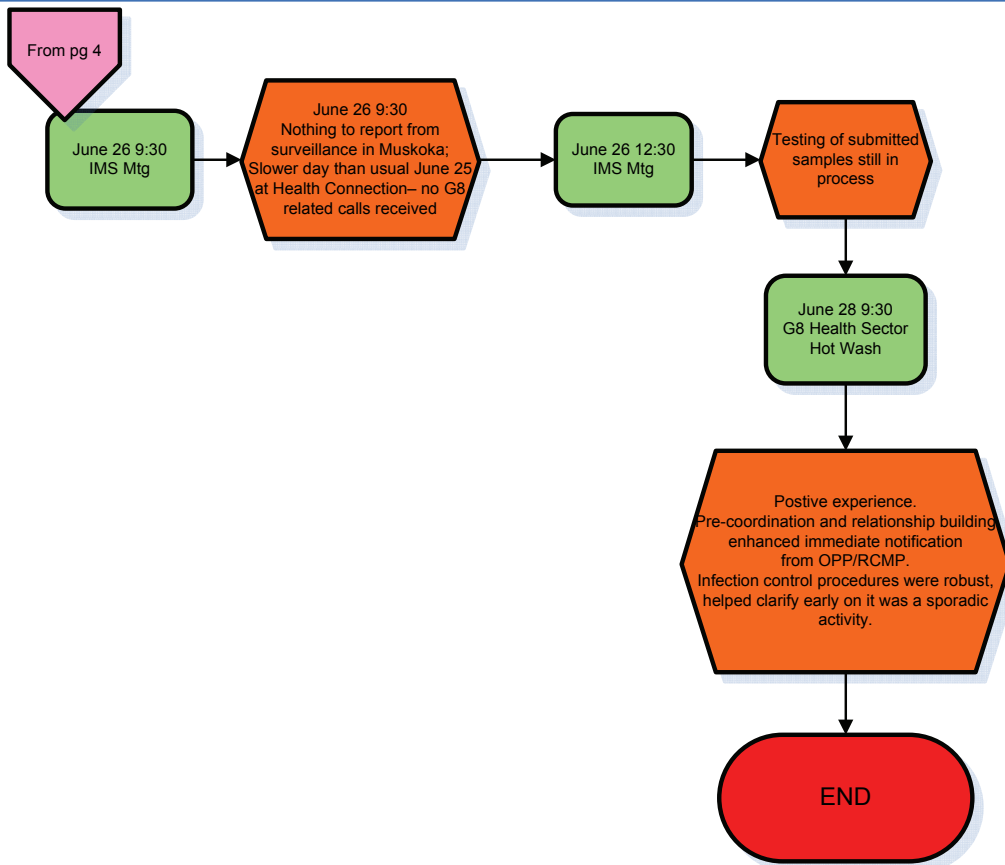 From pg 4
June 26 9:30
IMS Mtg
June 26 9:30
Nothing to report from
surveillance in Muskoka;
Slower day than usual June 25
at Health Connection– no G8
related calls received
June 26 12:30
IMS Mtg
Testing of submitted
samples still in
process
June 28 9:30
G8 Health Sector
Hot Wash
Postive experience.
Pre-coordination and relationship building
enhanced immediate notification
from OPP/RCMP.
Infection control procedures were robust,
helped clarify early on it was a sporadic
activity.
END